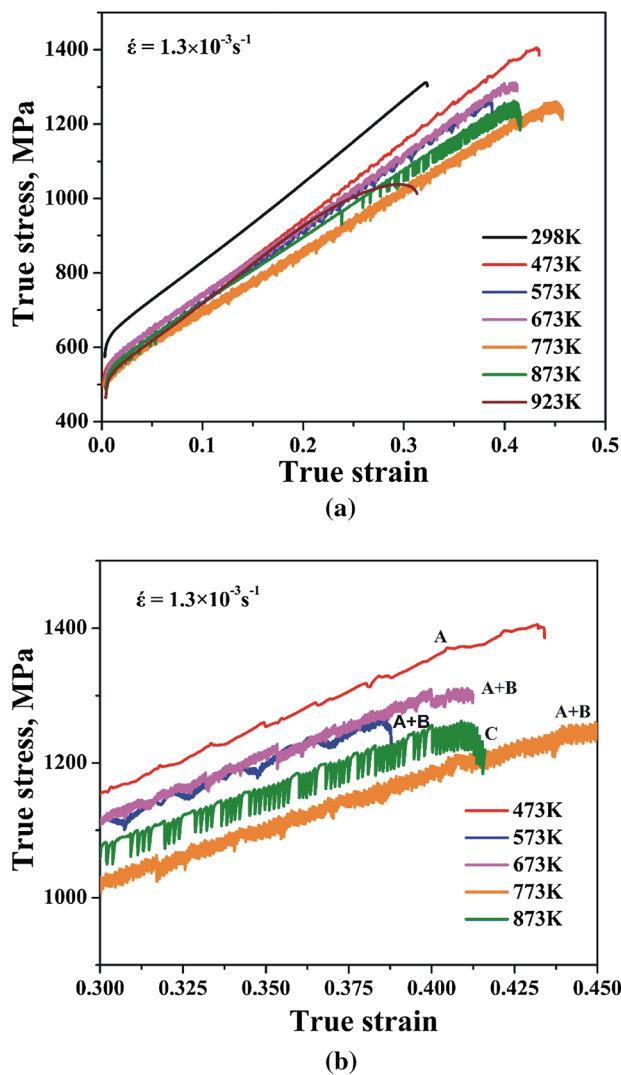 έ = 1.3×10⁻³s⁻¹
1400
1200
1000
800
600
400
True stress, MPa
298K
473K
573K
673K
773K
873K
923K
0.0 0.1 0.2 0.3 0.4 0.5
True strain
(a)
έ = 1.3×10⁻³s⁻¹
1400
1200
1000
True stress, MPa
A
A+B
A+B
C
A+B
473K
573K
673K
773K
873K
0.300 0.325 0.350 0.375 0.400 0.425 0.450
True strain
(b)